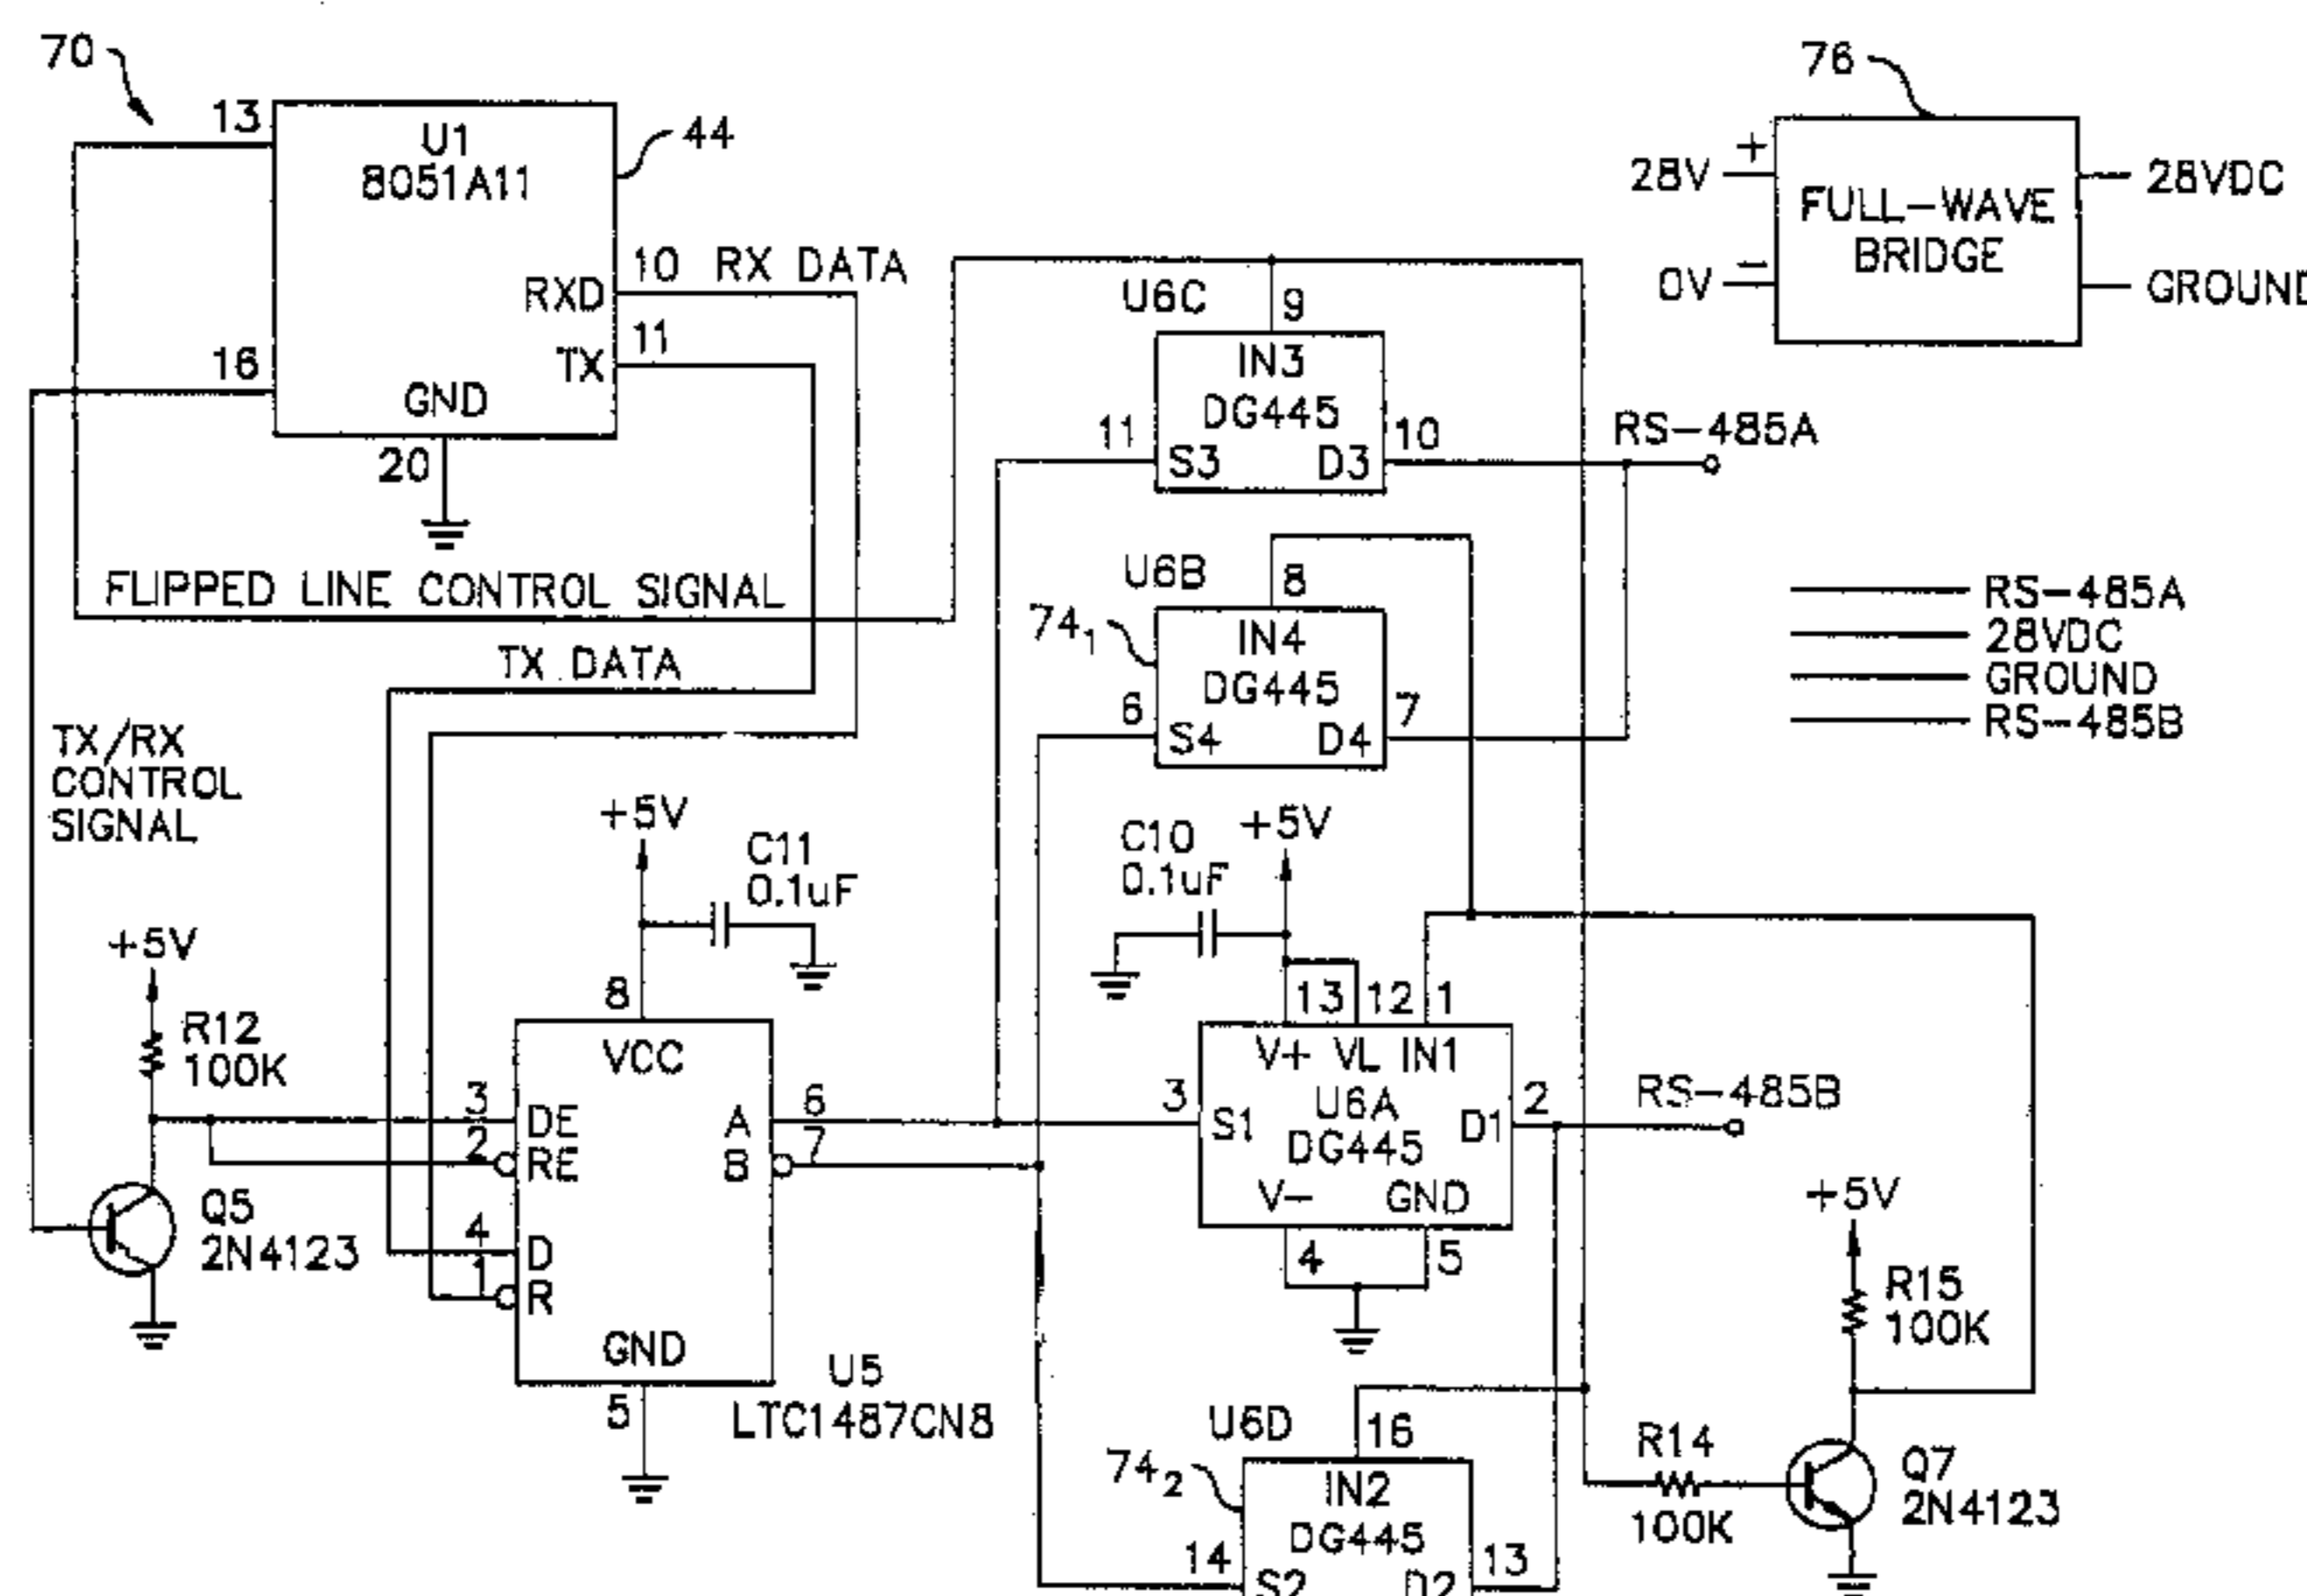 70
13
U1
8051A11
44
10 RX DATA
RXD
11
TX
16
GND
20
FLIPPED LINE CONTROL SIGNAL
TX DATA
TX/RX
CONTROL
SIGNAL
76
28V
+
FULL-WAVE
BRIDGE
28VDC
0V
−
GROUND
U6C
9
IN3
DG445
11
S3
D3
10
RS-485A
U6B
8
74₁
IN4
DG445
6
S4
D4
7
RS-485A
28VDC
GROUND
RS-485B
+5V
C11
0.1uF
C10
0.1uF
+5V
+5V
R12
100K
8
VCC
3
DE
2
RE
4
D
1
R
A
6
B
7
GND
5
U5
LTC1487CN8
Q5
2N4123
13
12
1
V+
VL
IN1
U6A
DG445
3
S1
D1
2
RS-485B
V-
GND
4
5
+5V
R15
100K
U6D
16
74₂
IN2
DG445
14
S2
D2
13
R14
100K
Q7
2N4123